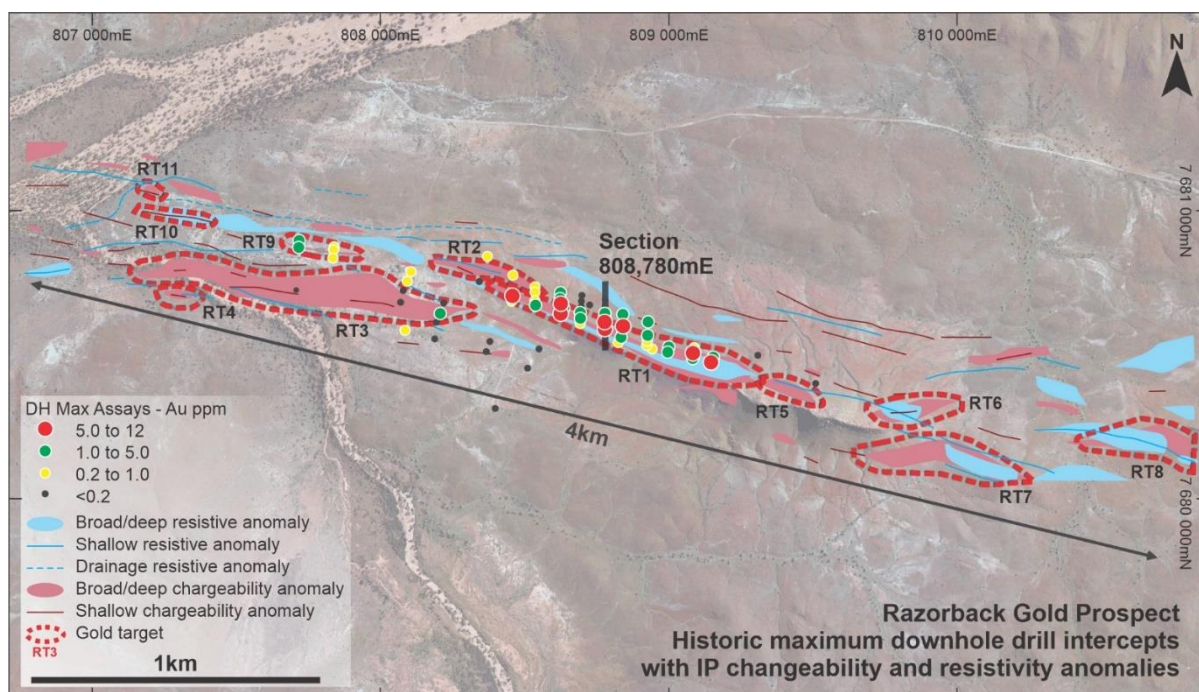 807 000mE
808 000mE
809 000mE
810 000mE
N
7 681 000mN
RT11
RT10
RT9
RT2
Section
808,780mE
RT4
RT3
RT1
RT5
RT6
RT7
RT8
4km
7 680 000mN
DH Max Assays - Au ppm
5.0 to 12
1.0 to 5.0
0.2 to 1.0
<0.2
Broad/deep resistive anomaly
Shallow resistive anomaly
Drainage resistive anomaly
Broad/deep chargeability anomaly
Shallow chargeability anomaly
Gold target
RT3
1km
Razorback Gold Prospect
Historic maximum downhole drill intercepts
with IP changeability and resistivity anomalies